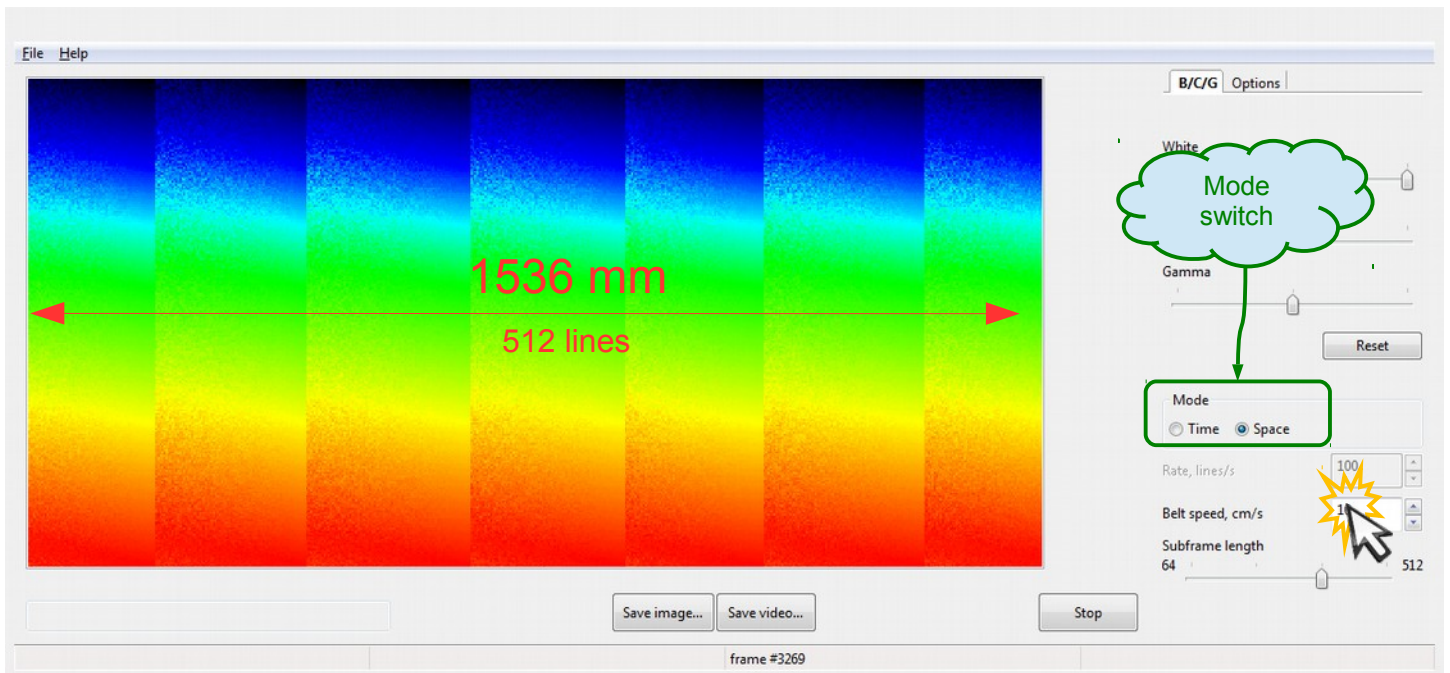 File Help
B/C/G Options
White
Mode
switch
Gamma
1536 mm
512 lines
Reset
Mode
Time Space
Rate, lines/s 100
Belt speed, cm/s
Subframe length
64 512
Save image... Save video... Stop
frame #3269